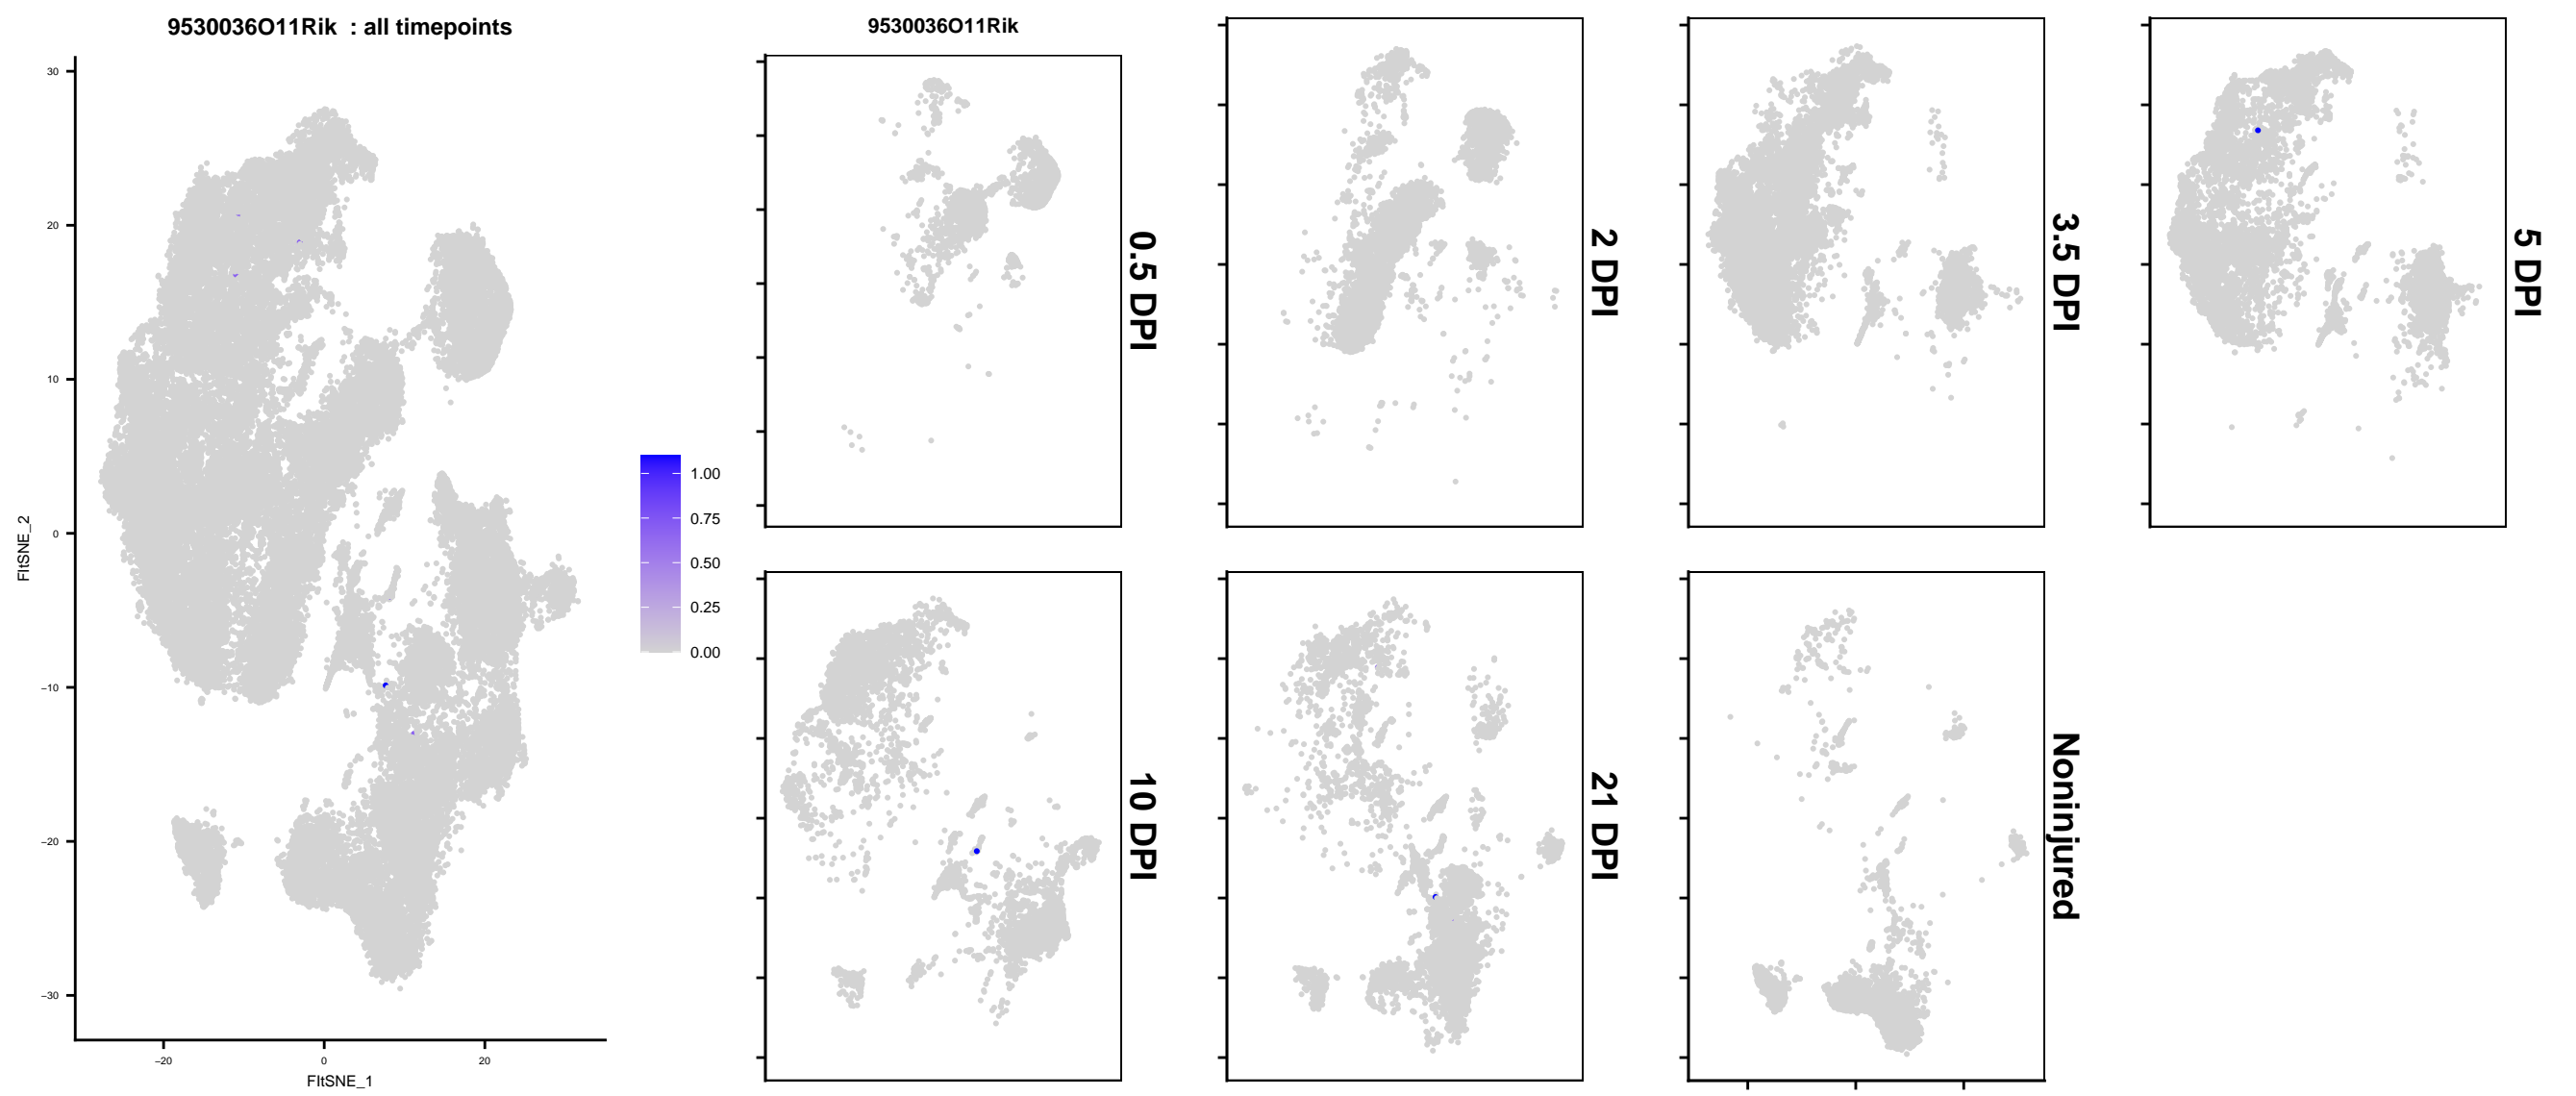 9530036O11Rik : all timepoints
30
20
10
0
−10
−20
−30
FItSNE_2
−20
0
20
FItSNE_1
1.00
0.75
0.50
0.25
0.00
9530036O11Rik
0.5 DPI
2 DPI
3.5 DPI
5 DPI
10 DPI
21 DPI
Noninjured